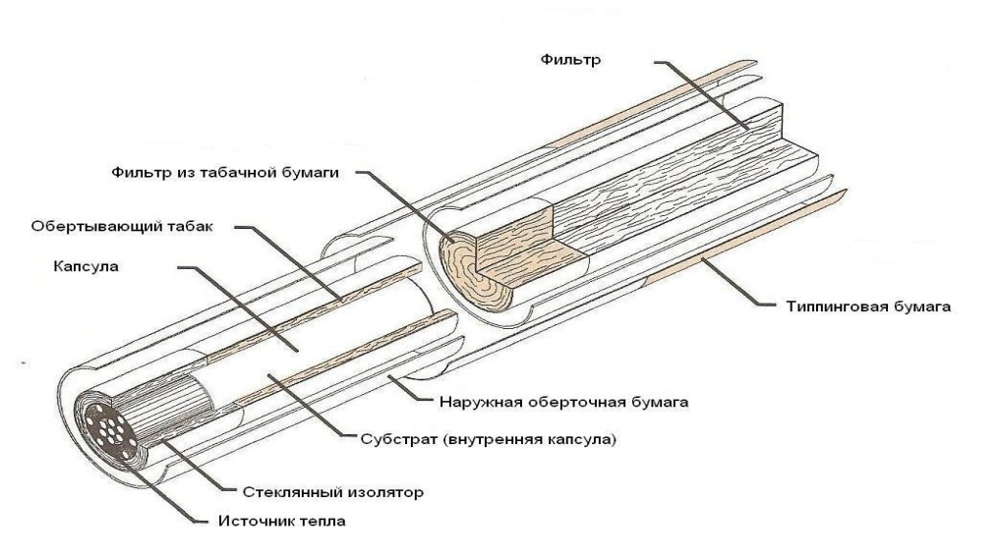 Фильтр
Фильтр из табачной бумаги
Обертывающий табак
Капсула
Типпинговая бумага
Наружная оберточная бумага
Субстрат (внутренняя капсула)
Стеклянный изолятор
Источник тепла